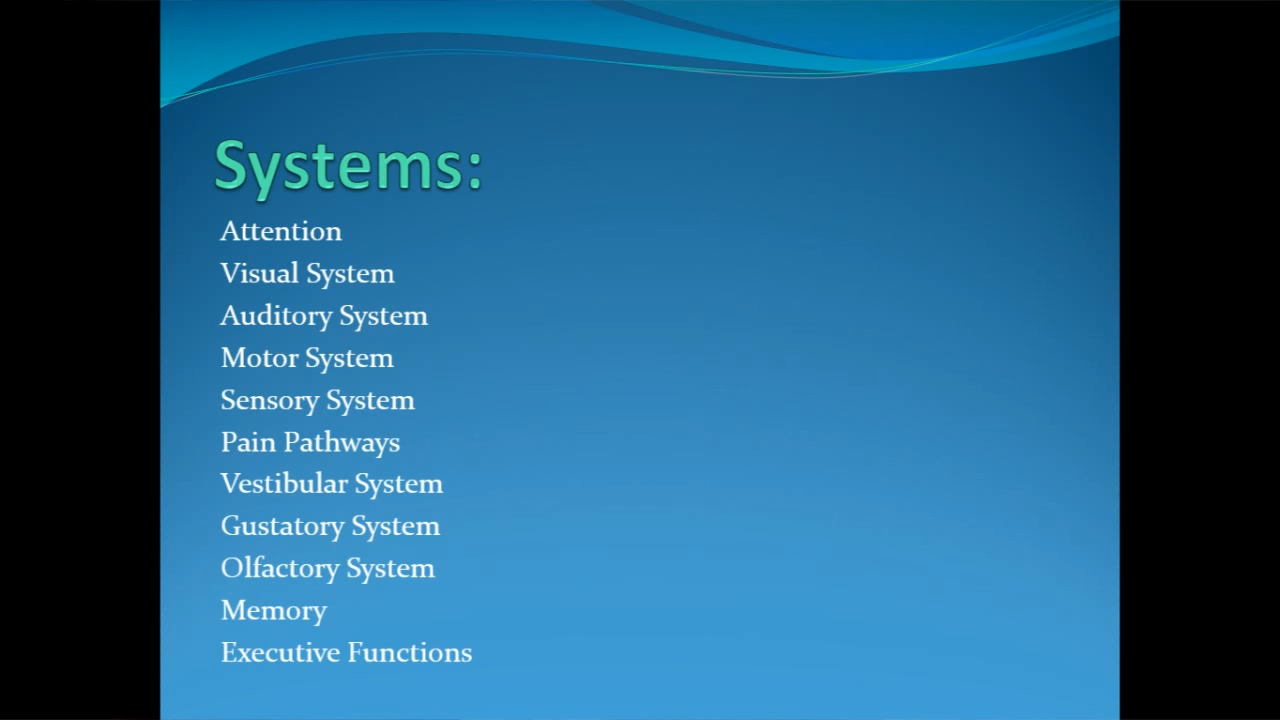 Systems:
Attention
Visual System
Auditory System
Motor System
Sensory System
Pain Pathways
Vestibular System
Gustatory System
Olfactory System
Memory
Executive Functions